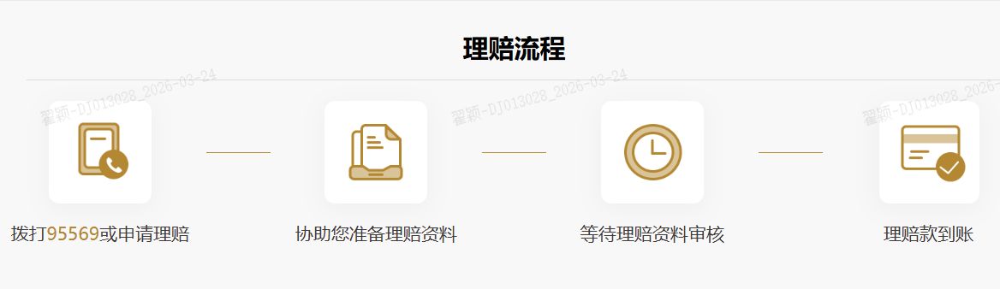 理赔流程
翟颖-DJ013028_2026-03-24
翟颖-DJ013028_2026-03-24
翟颖-DJ013028_2026-
拨打95569或申请理赔
协助您准备理赔资料
等待理赔资料审核
理赔款到账